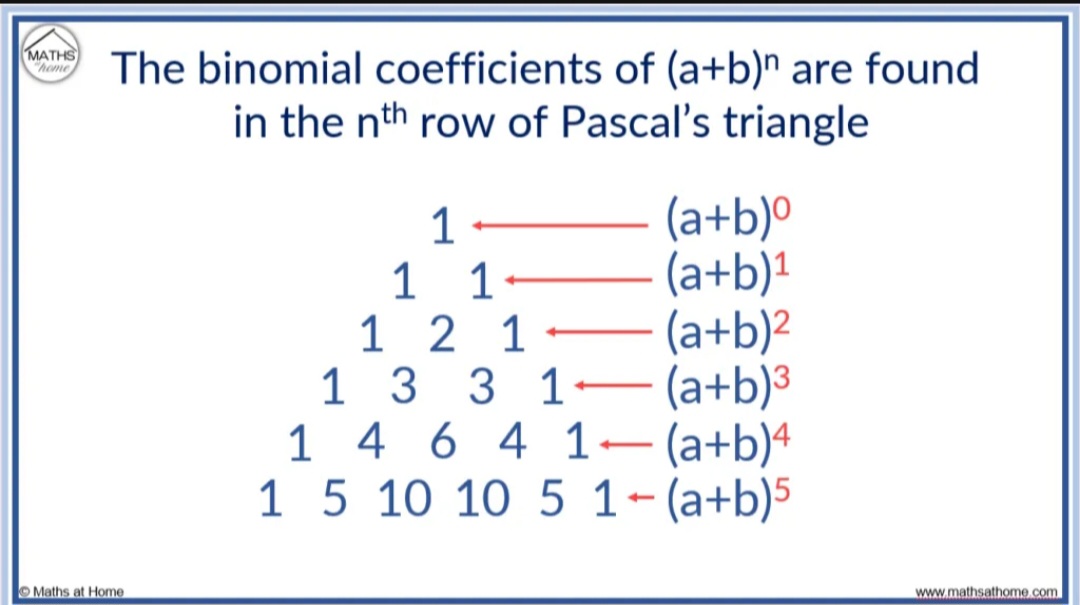 MATHS
at home
The binomial coefficients of (a+b)ⁿ are found
in the nᵗʰ row of Pascal's triangle
1 (a+b)⁰
1 1 (a+b)¹
1 2 1 (a+b)²
1 3 3 1 (a+b)³
1 4 6 4 1 (a+b)⁴
1 5 10 10 5 1 (a+b)⁵
© Maths at Home
www.mathsathome.com